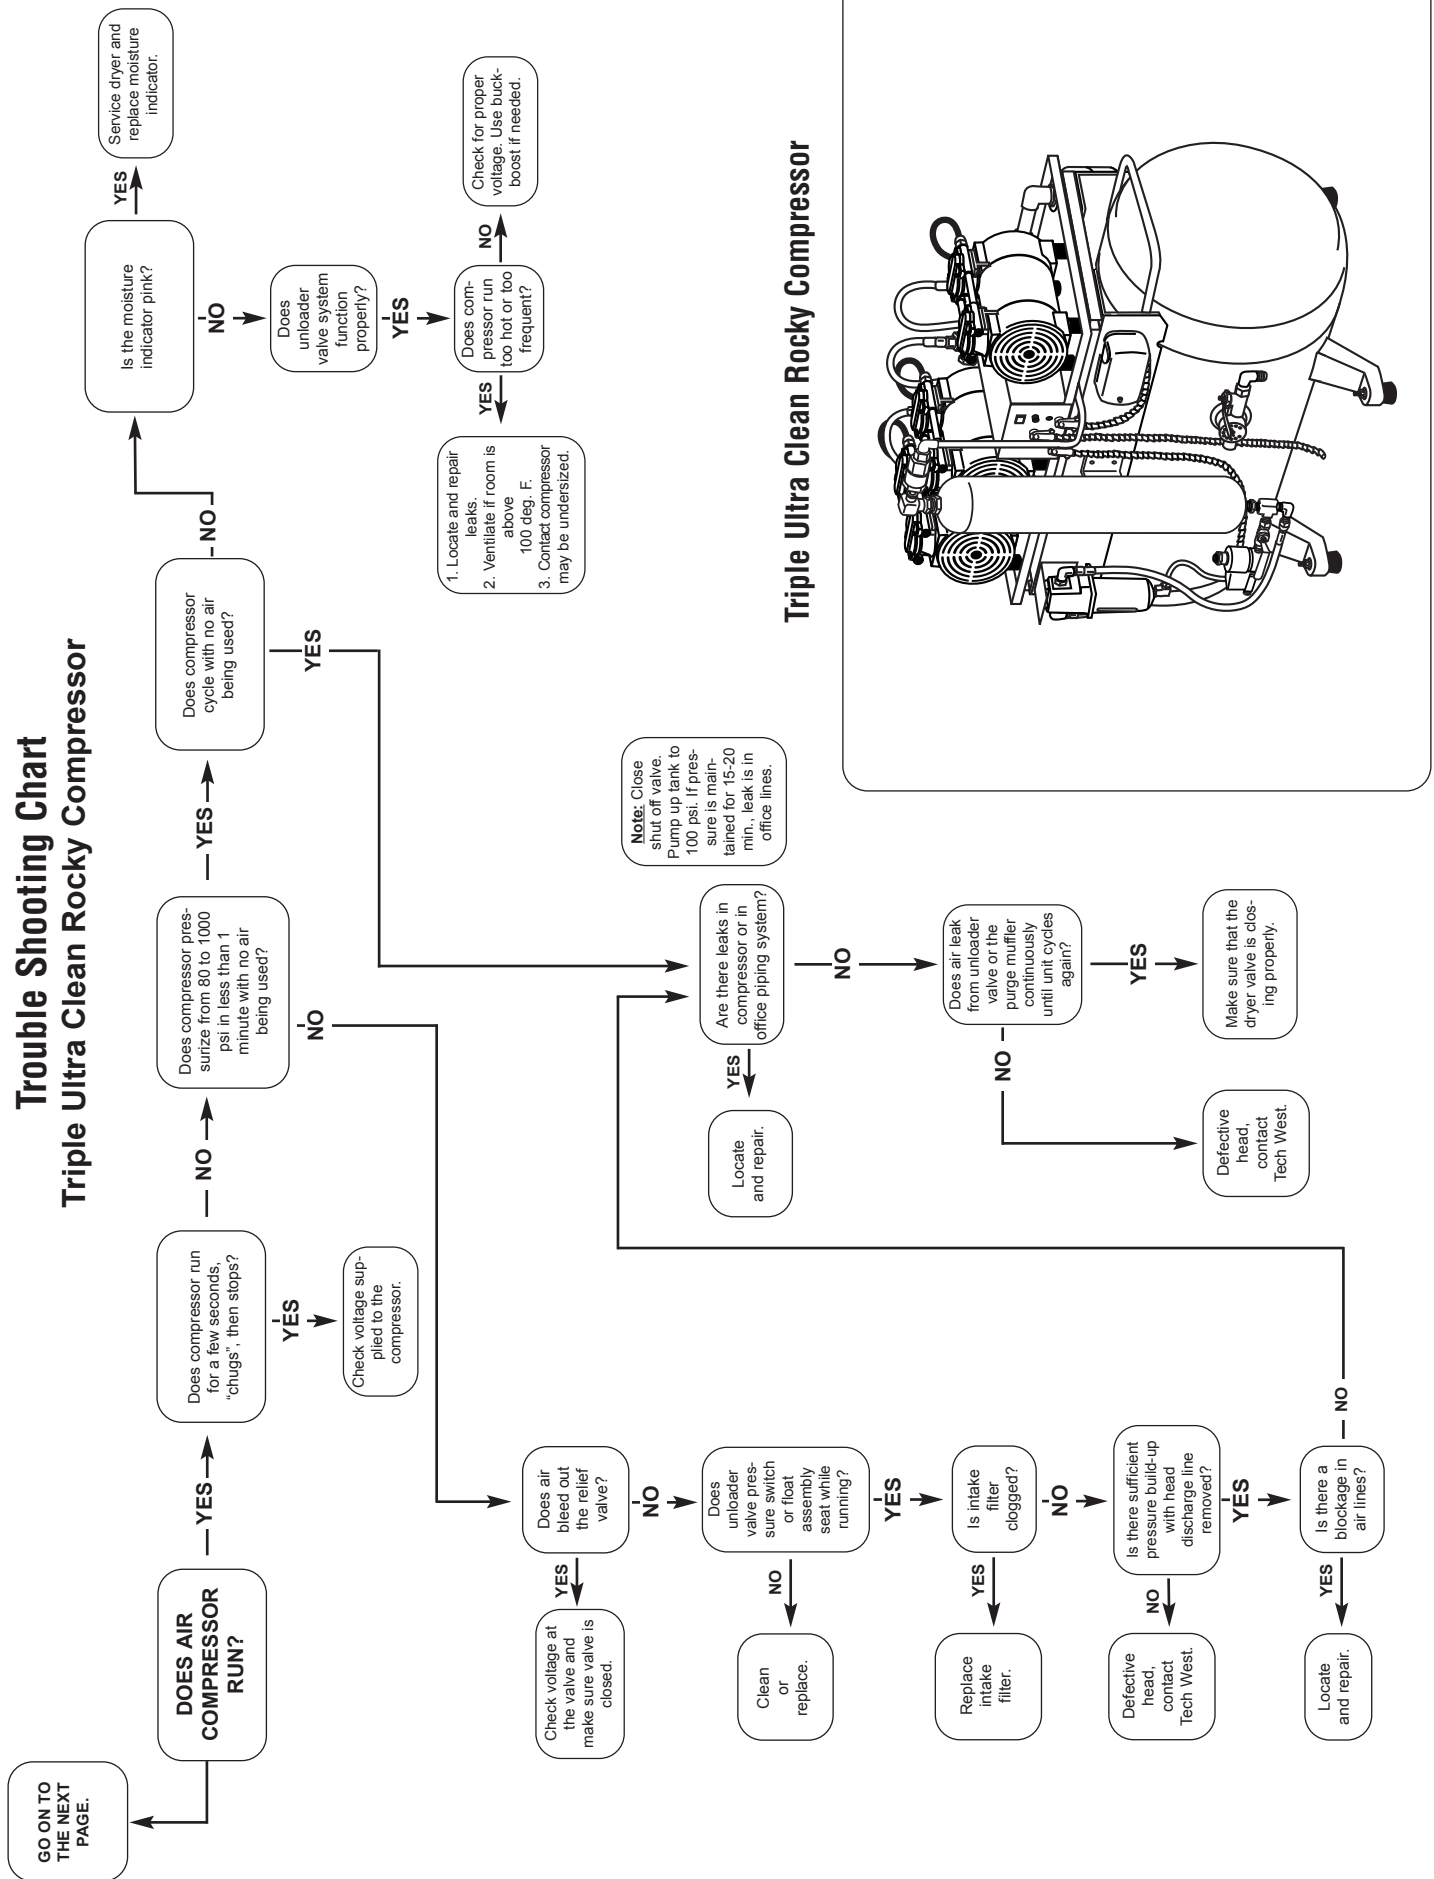 Trouble Shooting Chart
Triple Ultra Clean Rocky Compressor
GO ON TO
THE NEXT
PAGE.
DOES AIR
COMPRESSOR
RUN?
YES
Does compressor run
for a few seconds,
“chugs”, then stops?
YES
Check voltage sup-
plied to the
compressor.
NO
Does compressor pres-
surize from 80 to 1000
psi in less than 1
minute with no air
being used?
YES
Does compressor
cycle with no air
being used?
NO
Is the moisture
indicator pink?
YES
Service dryer and
replace moisture
indicator.
NO
Does
unloader
valve system
function
properly?
YES
Does com-
pressor run
too hot or too
frequent?
NO
Check for proper
voltage. Use buck-
boost if needed.
YES
1. Locate and repair
leaks.
2. Ventilate if room is
above
100 deg. F.
3. Contact compressor
may be undersized.
YES
NO
Does air
bleed out
the relief
valve?
YES
Check voltage at
the valve and
make sure valve is
closed.
NO
Does
unloader
valve pres-
sure switch
or float
assembly
seat while
running?
NO
Clean
or
replace.
YES
Is intake
filter
clogged?
YES
Replace
intake
filter.
NO
Is there sufficient
pressure build-up
with head
discharge line
removed?
NO
Defective
head,
contact
Tech West.
YES
Is there a
blockage in
air lines?
YES
Locate
and repair.
NO
Are there leaks in
compressor or in
office piping system?
Note: Close
shut off valve.
Pump up tank to
100 psi. If pres-
sure is main-
tained for 15-20
min., leak is in
office lines.
YES
Locate
and repair.
NO
Does air leak
from unloader
valve or the
purge muffler
continuously
until unit cycles
again?
NO
Defective
head,
contact
Tech West.
YES
Make sure that the
dryer valve is clos-
ing properly.
Triple Ultra Clean Rocky Compressor